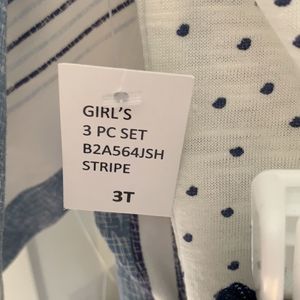 GIRL'S
3 PC SET
B2A564JSH
STRIPE
3T